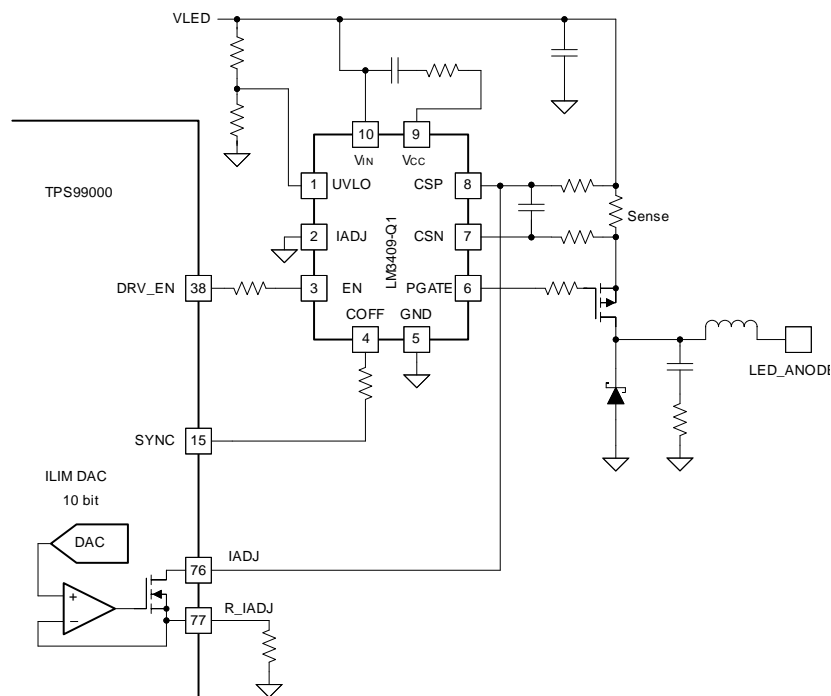 VLED
10
9
VIN
VCC
TPS99000
1
UVLO
CSP
8
Sense
2
IADJ
LM3409-Q1
CSN
7
DRV_EN
38
3
EN
PGATE
6
COFF
GND
4
5
LED_ANODE
SYNC
15
ILIM DAC
10 bit
DAC
IADJ
76
+
−
R_IADJ
77